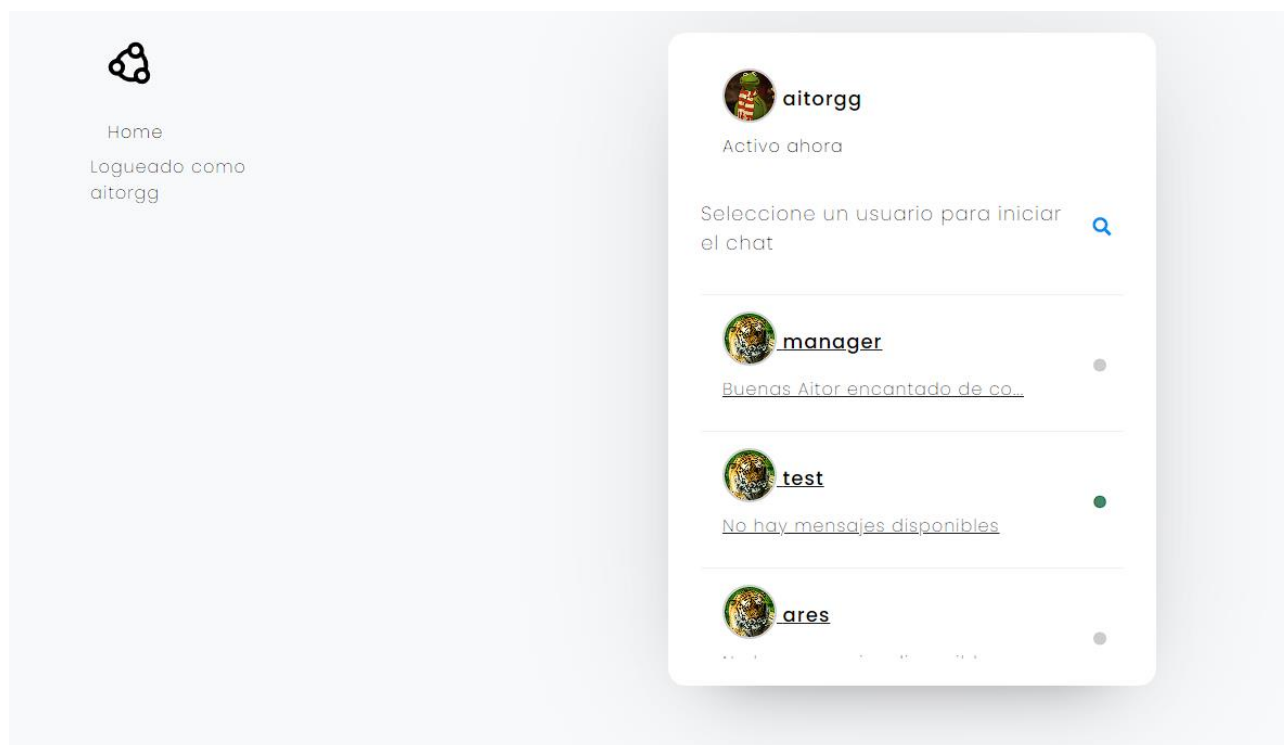 Home
Logueado como
aitorgg
aitorgg
Activo ahora
Seleccione un usuario para iniciar
el chat
manager
Buenas Aitor encantado de co...
test
No hay mensajes disponibles
ares